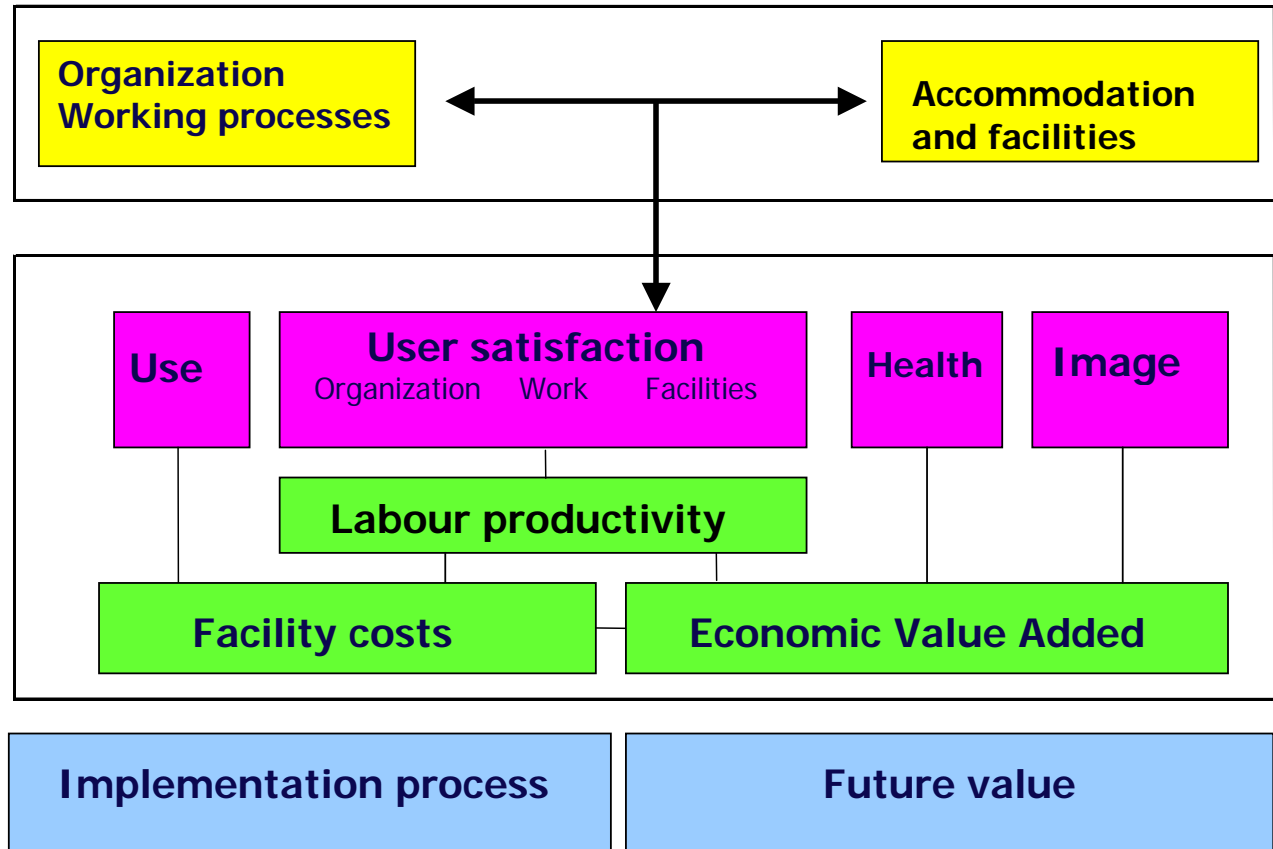 Organization
Working processes
Accommodation
and facilities
Use
User satisfaction
Organization Work Facilities
Health
Image
Labour productivity
Facility costs
Economic Value Added
Implementation process
Future value